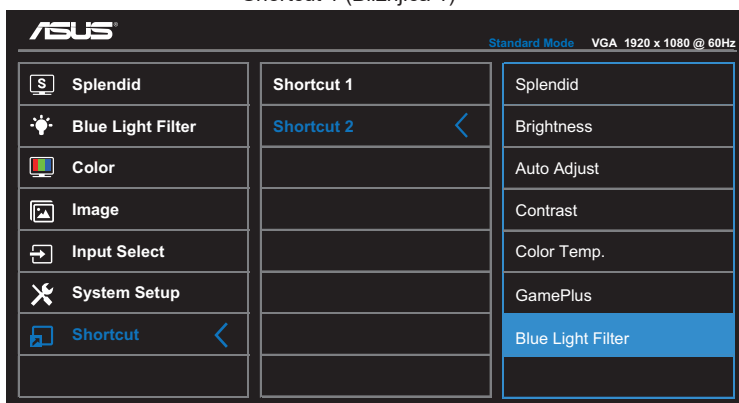 ASUS
Standard Mode VGA 1920 x 1080 @ 60Hz
S Splendid
Blue Light Filter
Color
Image
Input Select
System Setup
Shortcut
Shortcut 1
Shortcut 2
Splendid
Brightness
Auto Adjust
Contrast
Color Temp.
GamePlus
Blue Light Filter